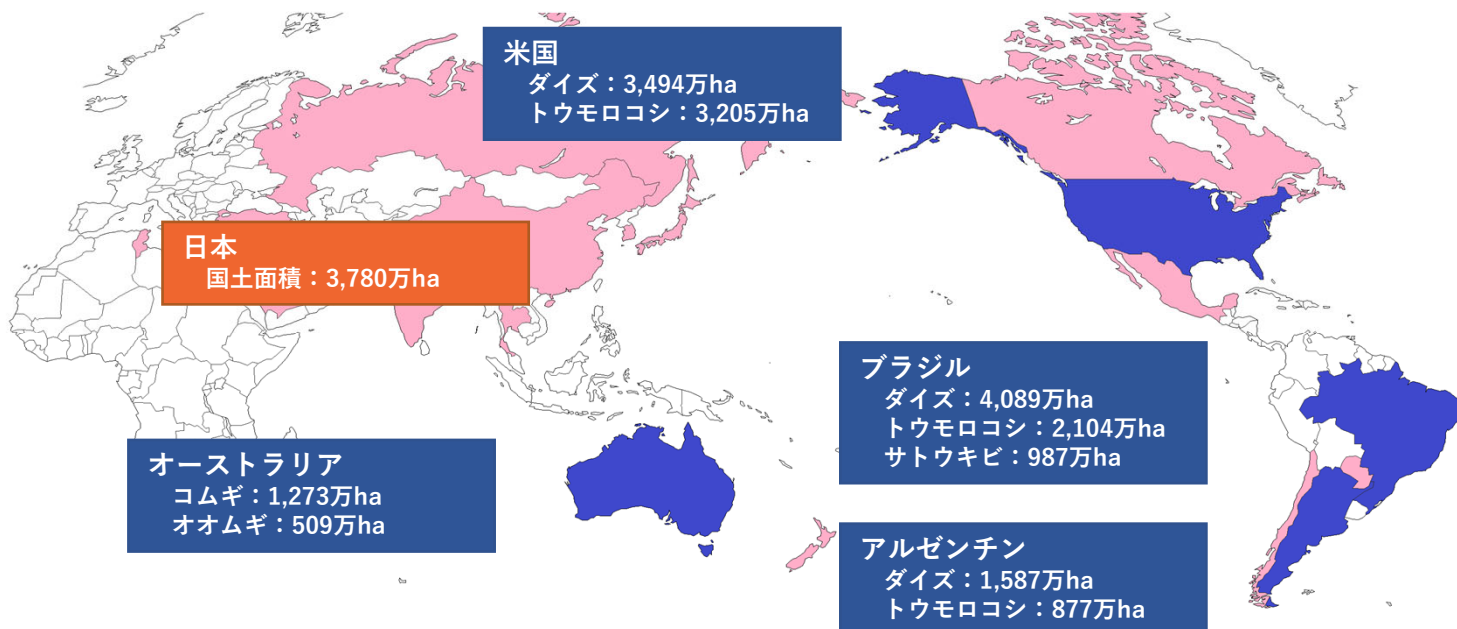 米国
ダイズ：3,494万ha
トウモロコシ：3,205万ha
日本
国土面積：3,780万ha
ブラジル
ダイズ：4,089万ha
トウモロコシ：2,104万ha
サトウキビ：987万ha
オーストラリア
コムギ：1,273万ha
オオムギ：509万ha
アルゼンチン
ダイズ：1,587万ha
トウモロコシ：877万ha